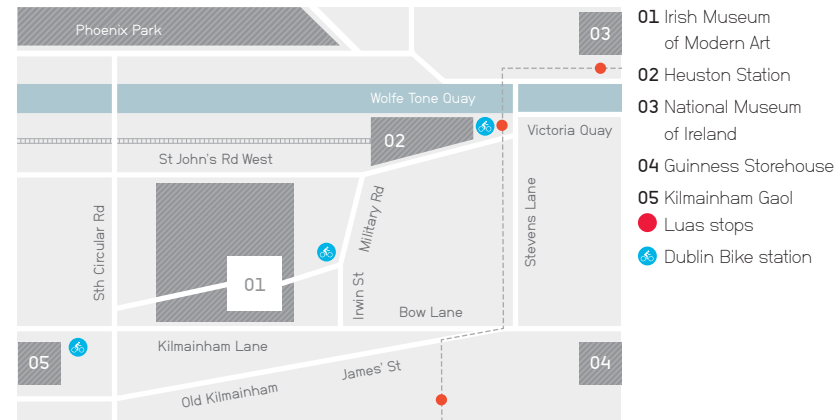 Phoenix Park
03
Wolfe Tone Quay
02
Victoria Quay
St John's Rd West
Sth Circular Rd
Military Rd
Stevens Lane
01
Irwin St
Bow Lane
Kilmainham Lane
05
James' St
04
Old Kilmainham
01 Irish Museum
of Modern Art
02 Heuston Station
03 National Museum
of Ireland
04 Guinness Storehouse
05 Kilmainham Gaol
Luas stops
Dublin Bike station